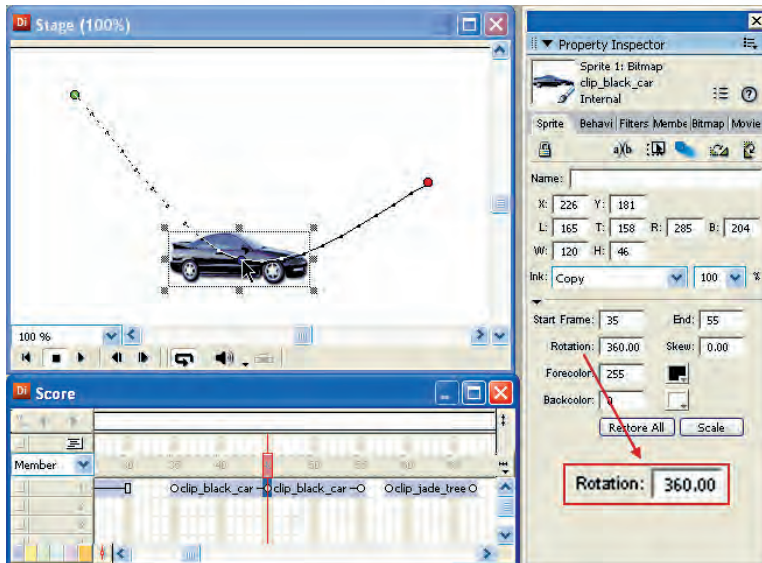 Di Stage (100%)
100 %
Di Score
Member
clip_black_car
clip_black_car
clip_jade_tree
Property Inspector
Sprite 1: Bitmap
clip_black_car
Internal
Sprite Behavi Filters Membe Bitmap Movie
Name:
X: 226 Y: 181
L: 165 T: 158 R: 285 B: 204
W: 120 H: 46
Ink: Copy 100 %
Start Frame: 35 End: 55
Rotation: 360.00 Skew: 0.00
Forecolor: 255
Backcolor: 0
Restore All Scale
Rotation: 360.00